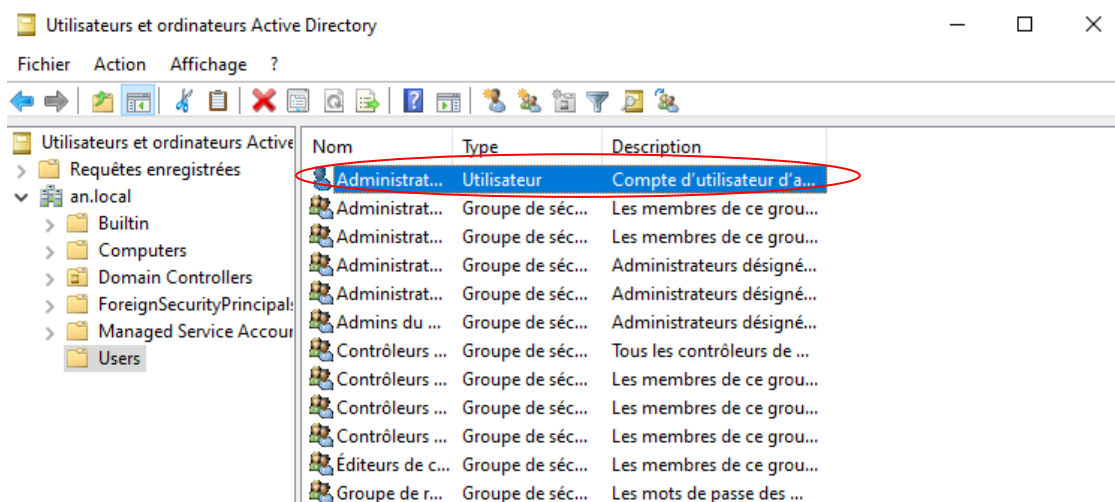 Utilisateurs et ordinateurs Active Directory
Fichier Action Affichage ?
Utilisateurs et ordinateurs Active
Requêtes enregistrées
an.local
Builtin
Computers
Domain Controllers
ForeignSecurityPrincipals
Managed Service Accour
Users
Nom Type Description
Administrat... Utilisateur Compte d'utilisateur d'a...
Administrat... Groupe de séc... Les membres de ce grou...
Administrat... Groupe de séc... Les membres de ce grou...
Administrat... Groupe de séc... Administrateurs désigné...
Administrat... Groupe de séc... Administrateurs désigné...
Admins du ... Groupe de séc... Administrateurs désigné...
Contrôleurs ... Groupe de séc... Tous les contrôleurs de ...
Contrôleurs ... Groupe de séc... Les membres de ce grou...
Contrôleurs ... Groupe de séc... Les membres de ce grou...
Contrôleurs ... Groupe de séc... Les membres de ce grou...
Éditeurs de c... Groupe de séc... Les membres de ce grou...
Groupe de r... Groupe de séc... Les mots de passe des ...